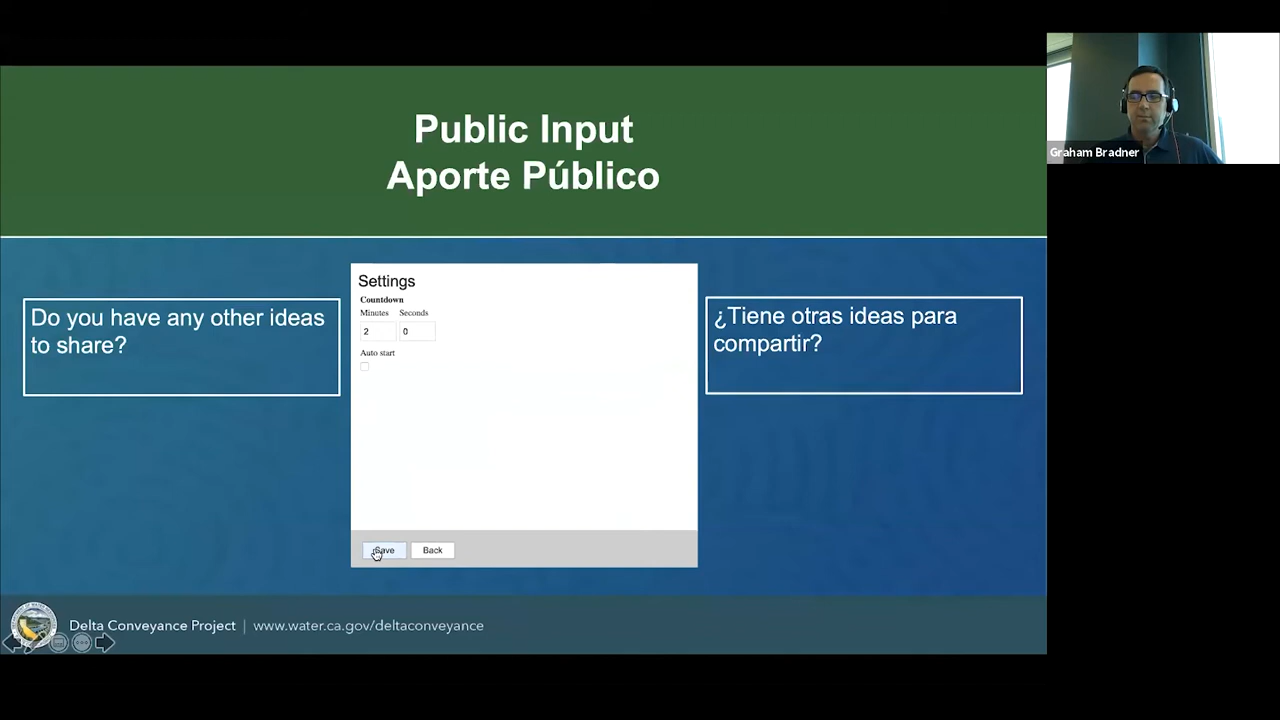 Public Input
Aporte Público
Graham Bradner
Do you have any other ideas
to share?
Settings
Countdown
Minutes Seconds
2 0
Auto start
Save Back
¿Tiene otras ideas para
compartir?
Delta Conveyance Project | www.water.ca.gov/deltaconveyance